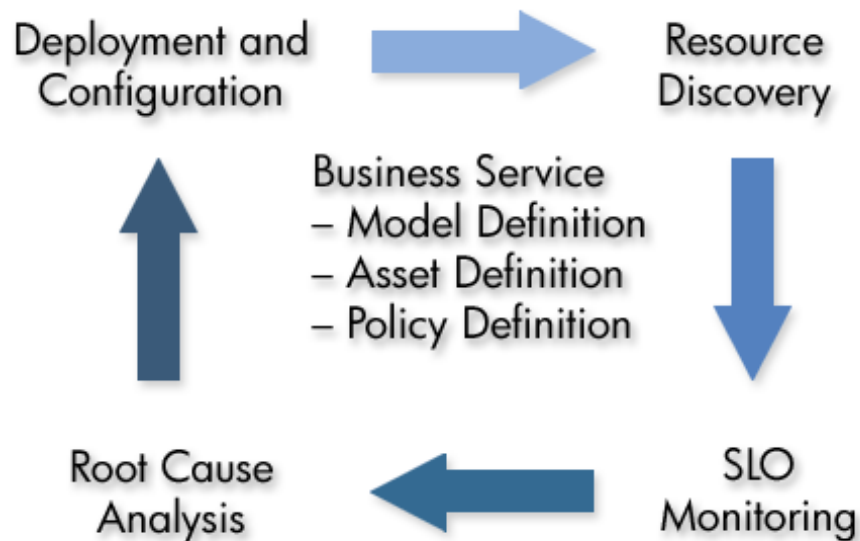 Deployment and
Configuration
Resource
Discovery
Business Service
– Model Definition
– Asset Definition
– Policy Definition
Root Cause
Analysis
SLO
Monitoring